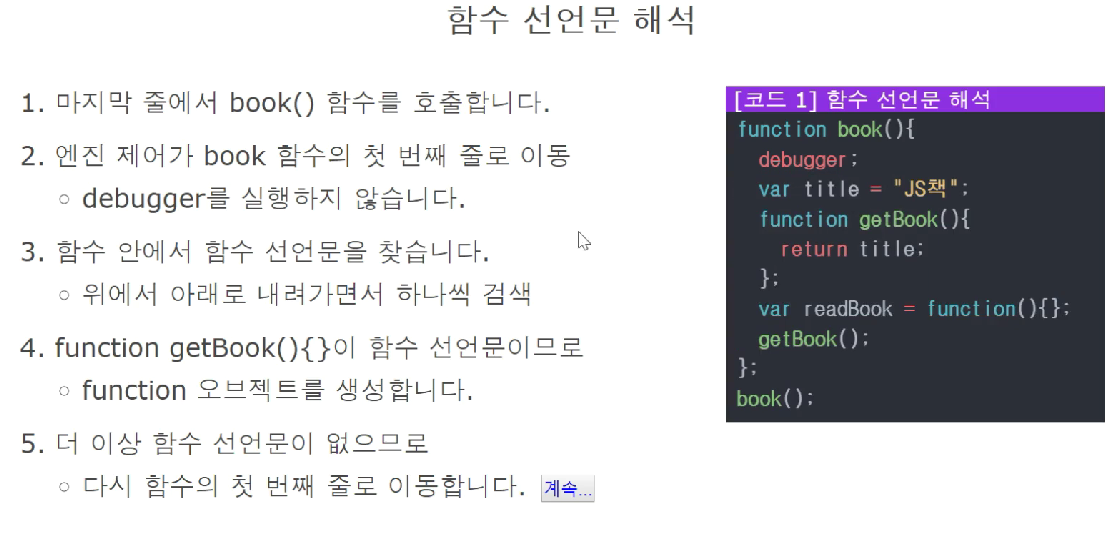 함수 선언문 해석
1. 마지막 줄에서 book() 함수를 호출합니다.
2. 엔진 제어가 book 함수의 첫 번째 줄로 이동
○ debugger를 실행하지 않습니다.
3. 함수 안에서 함수 선언문을 찾습니다.
○ 위에서 아래로 내려가면서 하나씩 검색
4. function getBook(){}이 함수 선언문이므로
○ function 오브젝트를 생성합니다.
5. 더 이상 함수 선언문이 없으므로
○ 다시 함수의 첫 번째 줄로 이동합니다. 계속...
[코드 1] 함수 선언문 해석
function book(){
  debugger;
  var title = "JS책";
  function getBook(){
    return title;
  };
  var readBook = function(){};
  getBook();
};
book();